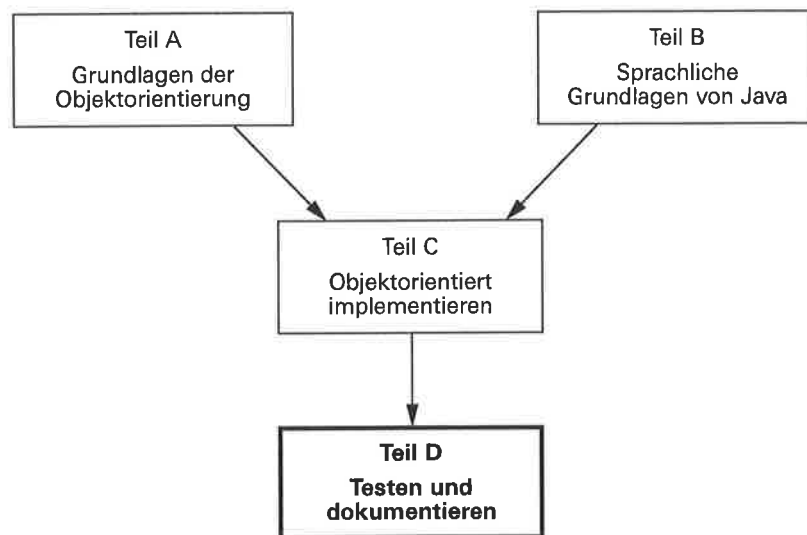 Teil A
Grundlagen der
Objektorientierung
Teil B
Sprachliche
Grundlagen von Java
Teil C
Objektorientiert
implementieren
Teil D
Testen und
dokumentieren